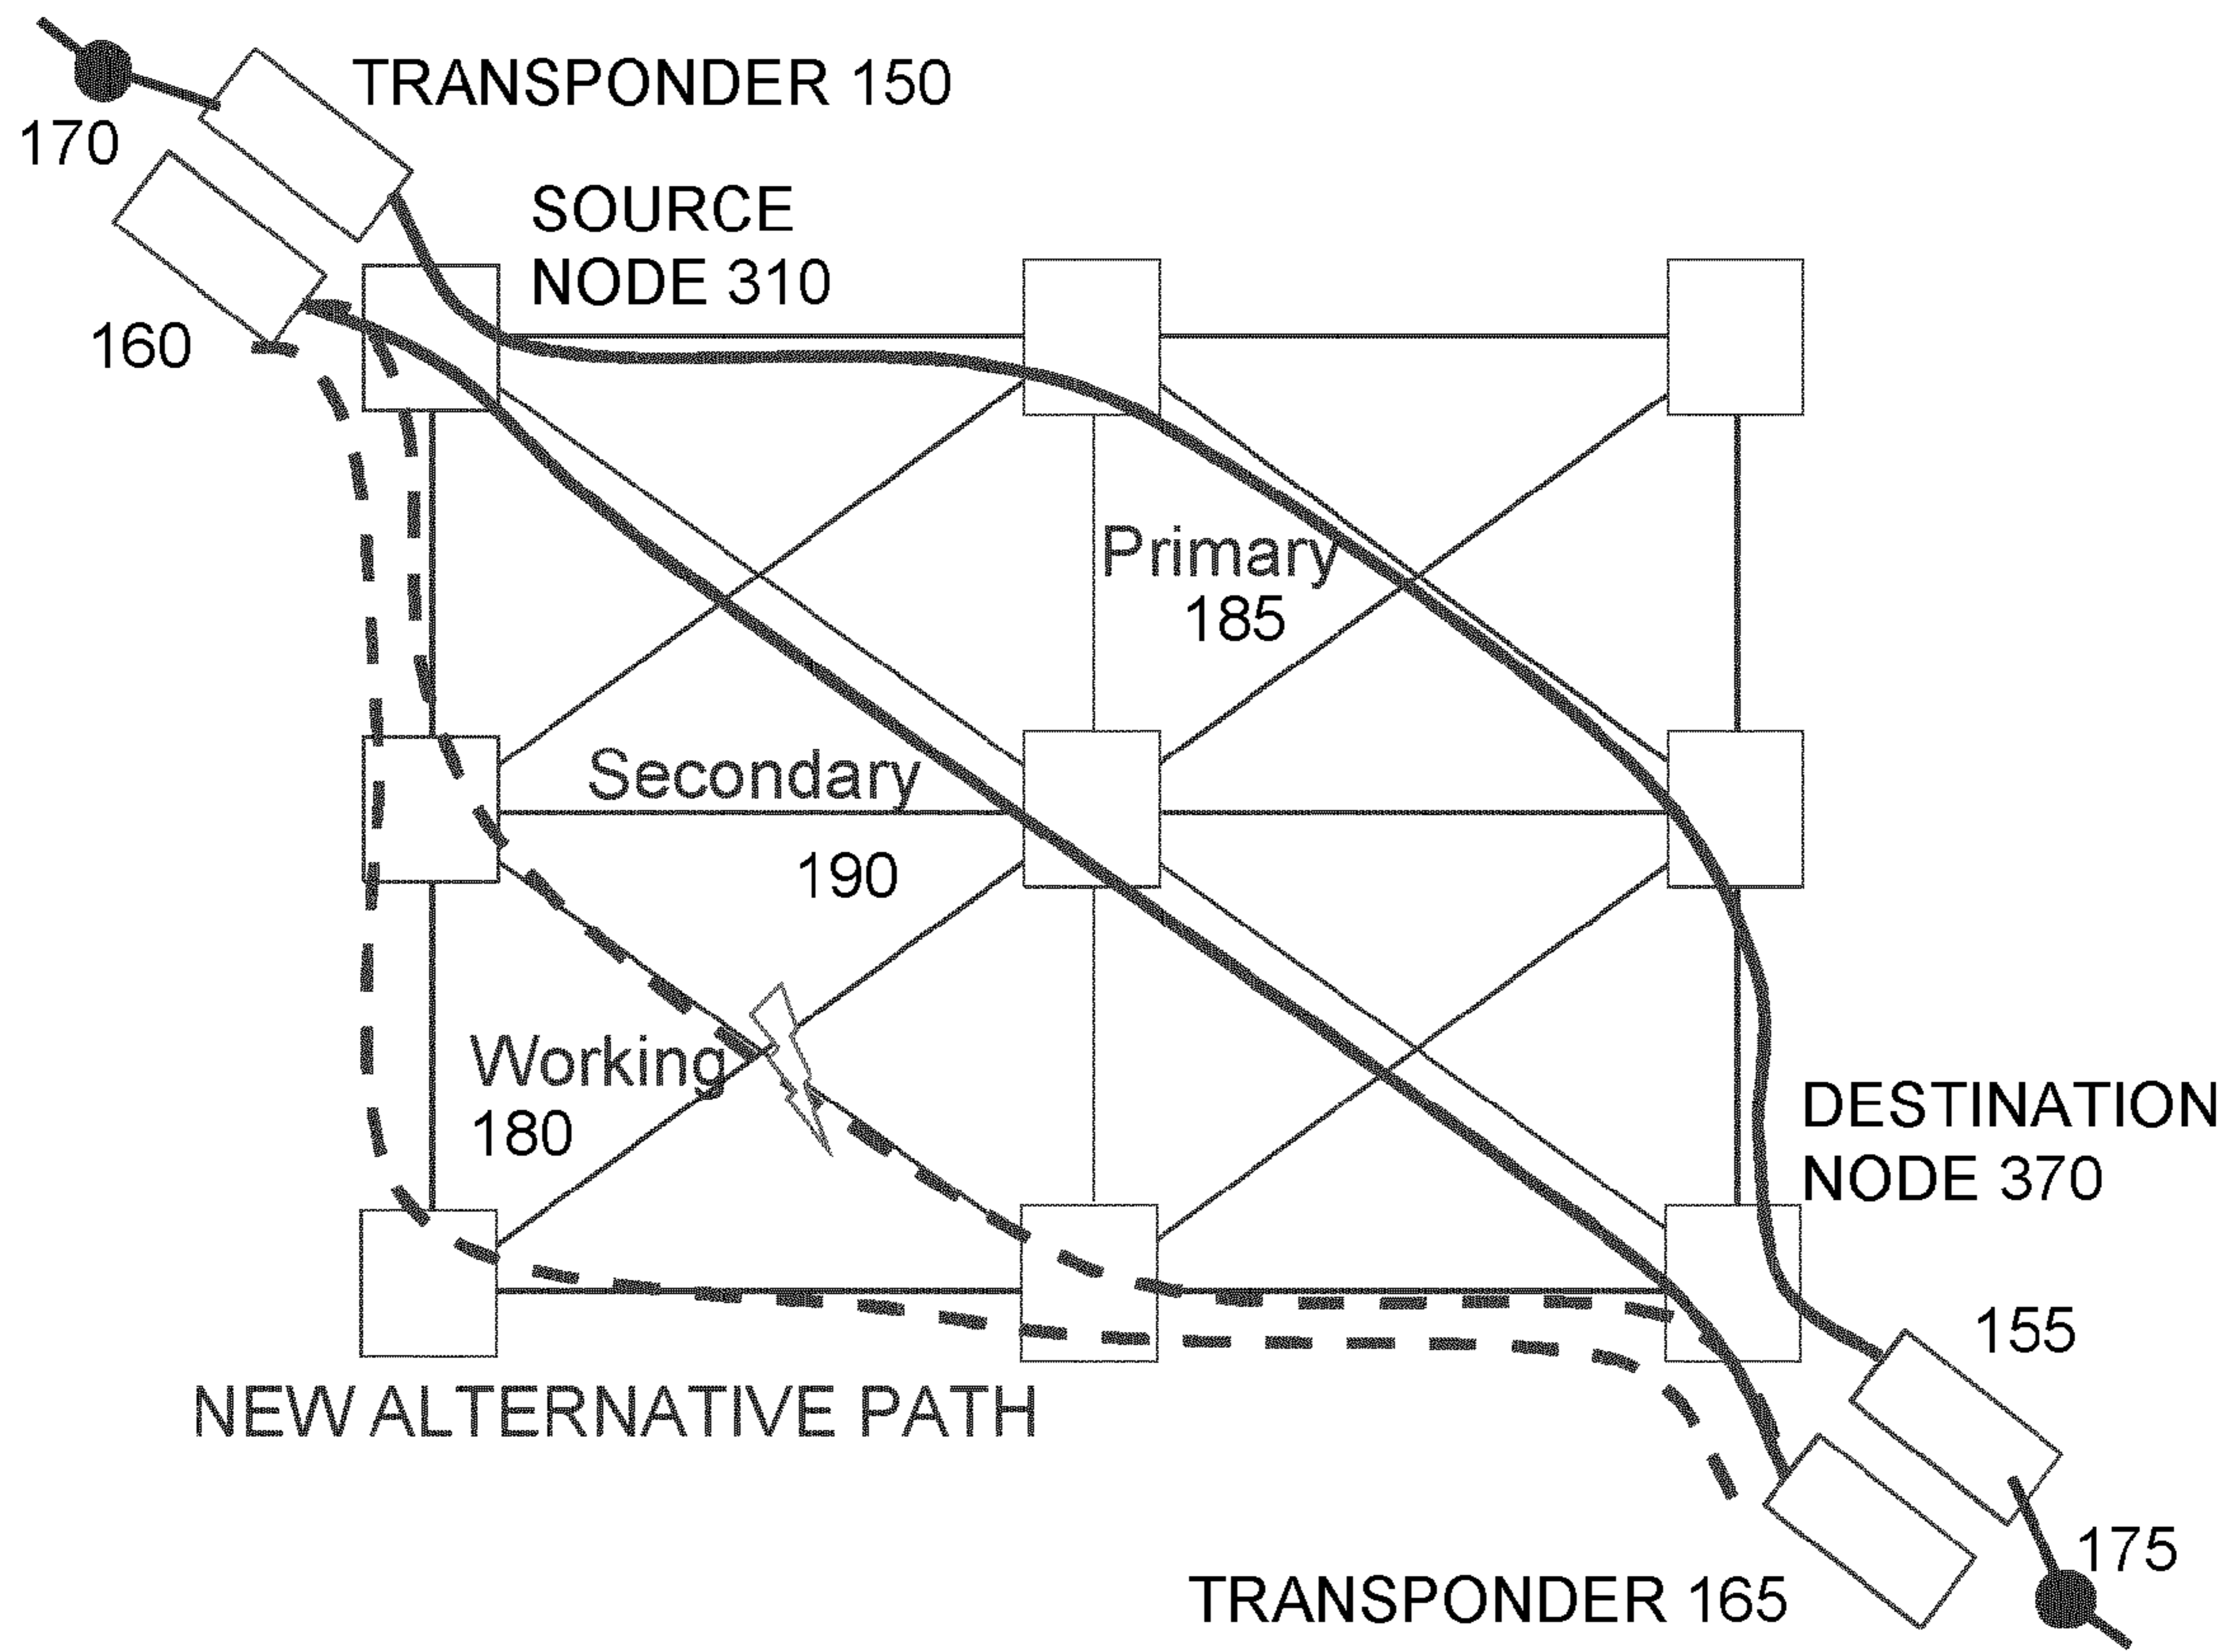 TRANSPONDER 150
170
SOURCE
NODE 310
160
Primary
185
Secondary
190
Working
180
DESTINATION
NODE 370
155
NEW ALTERNATIVE PATH
175
TRANSPONDER 165